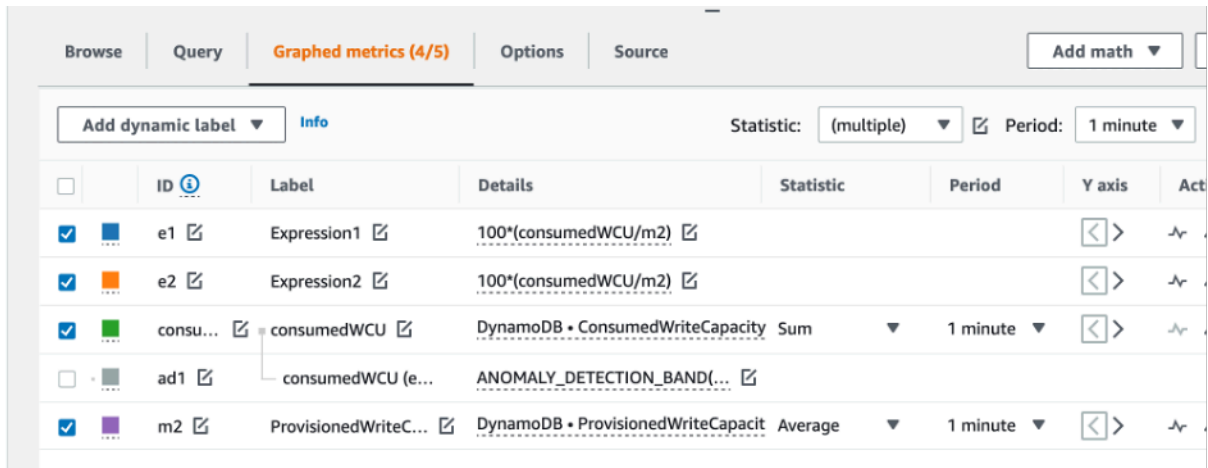 Browse Query Graphed metrics (4/5) Options Source Add math
Add dynamic label Info Statistic: (multiple) Period: 1 minute
ID Label Details Statistic Period Y axis Acti
e1 Expression1 100*(consumedWCU/m2)
e2 Expression2 100*(consumedWCU/m2)
consu... consumedWCU DynamoDB • ConsumedWriteCapacity Sum 1 minute
ad1 consumedWCU (e... ANOMALY_DETECTION_BAND(...
m2 ProvisionedWriteC... DynamoDB • ProvisionedWriteCapacit Average 1 minute